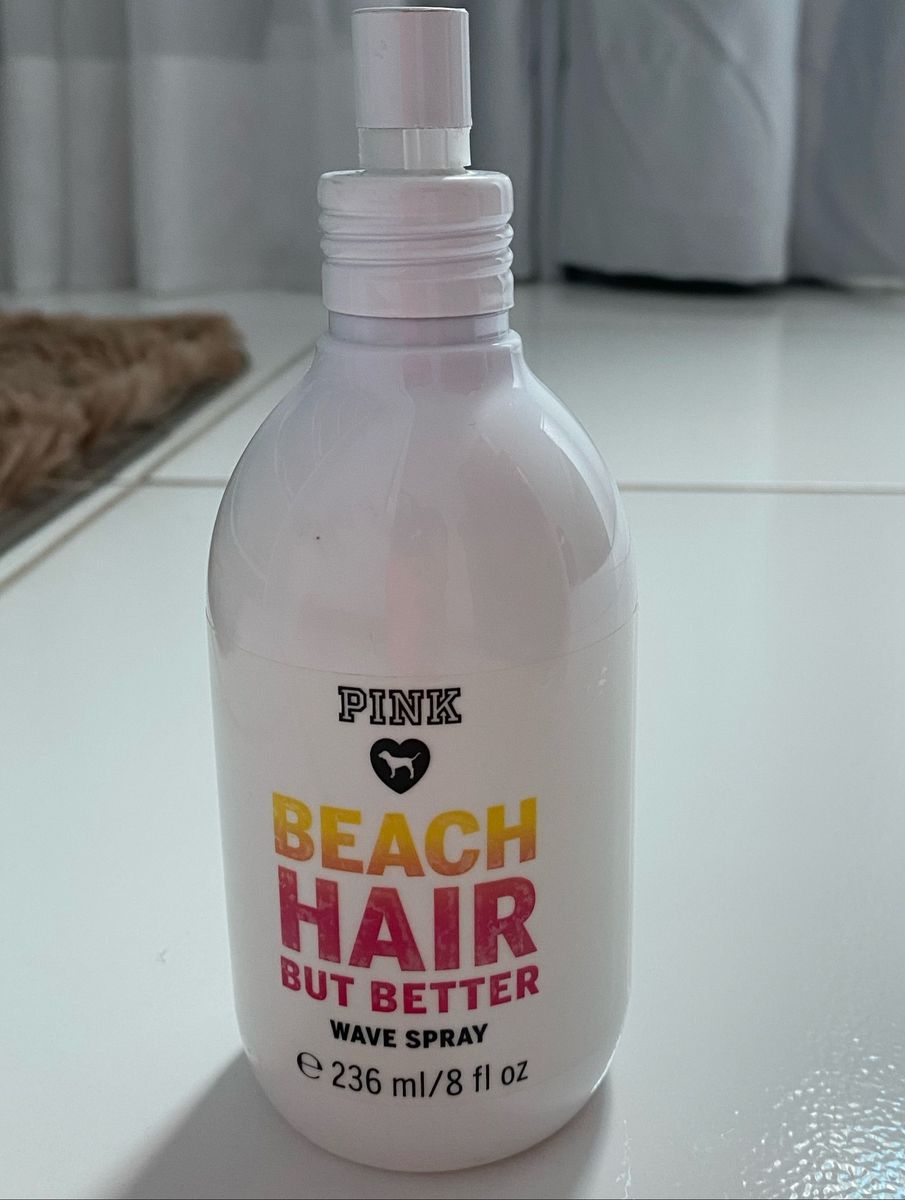 PINK
BEACH
HAIR
BUT BETTER
WAVE SPRAY
℮ 236 ml/8 fl oz